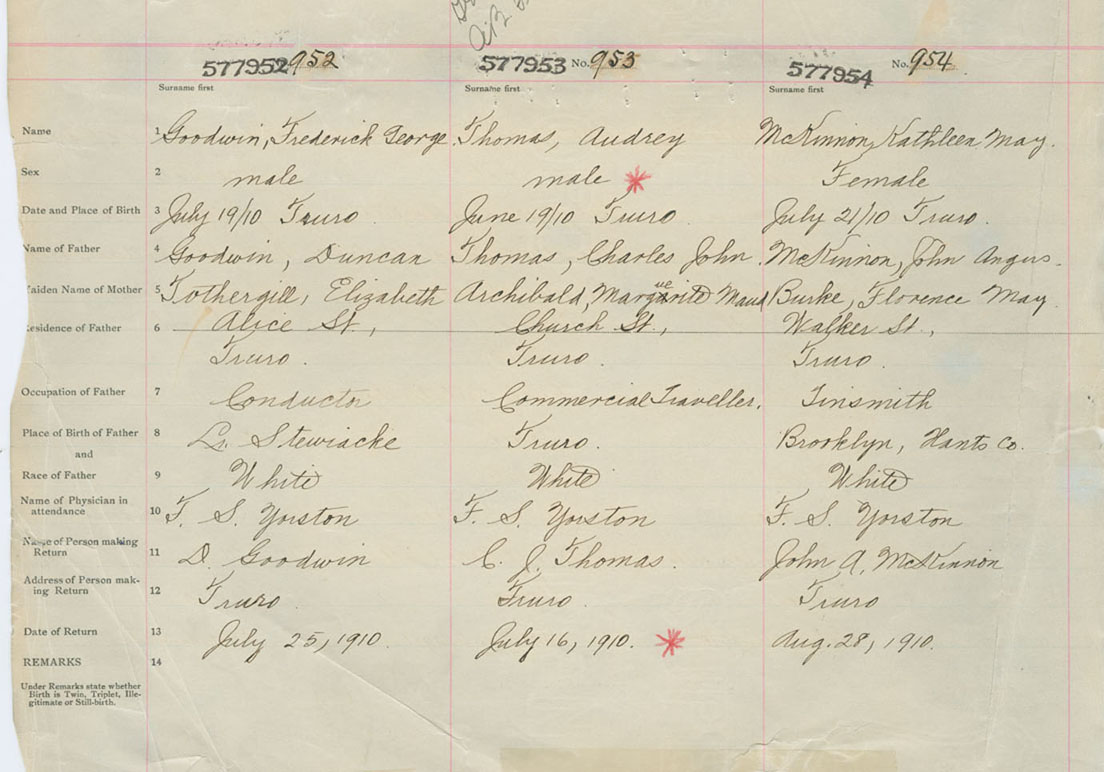 577952 952 577953 No. 953 577954 No. 954
Surname first Surname first Surname first
Name 1 Goodwin, Frederick George Thomas, Audrey McKinnon, Kathleen May.
Sex 2 male male * Female
Date and Place of Birth 3 July 19/10 Truro. June 19/10 Truro. July 21/10 Truro.
Name of Father 4 Goodwin, Duncan Thomas, Charles John. McKinnon, John Angus.
Maiden Name of Mother 5 Fothergill, Elizabeth Archibald, Maud Burke, Florence May.
Residence of Father 6 Alice St., Church St., Walker St.,
Truro. Truro. Truro.
Occupation of Father 7 Conductor Commercial Traveller. Tinsmith
Place of Birth of Father 8 Lr. Stewiacke Truro. Brooklyn, Hants Co.
and
Race of Father 9 White White White
Name of Physician in
attendance 10 F. S. Yorston F. S. Yorston F. S. Yorston
Name of Person making
Return 11 D. Goodwin C. J. Thomas. John A. McKinnon
Address of Person mak-
ing Return 12 Truro. Truro. Truro
Date of Return 13 July 25, 1910. July 16, 1910. * Aug. 28, 1910.
REMARKS 14
Under Remarks state whether
Birth is Twin, Triplet, Ille-
gitimate or Still-birth.